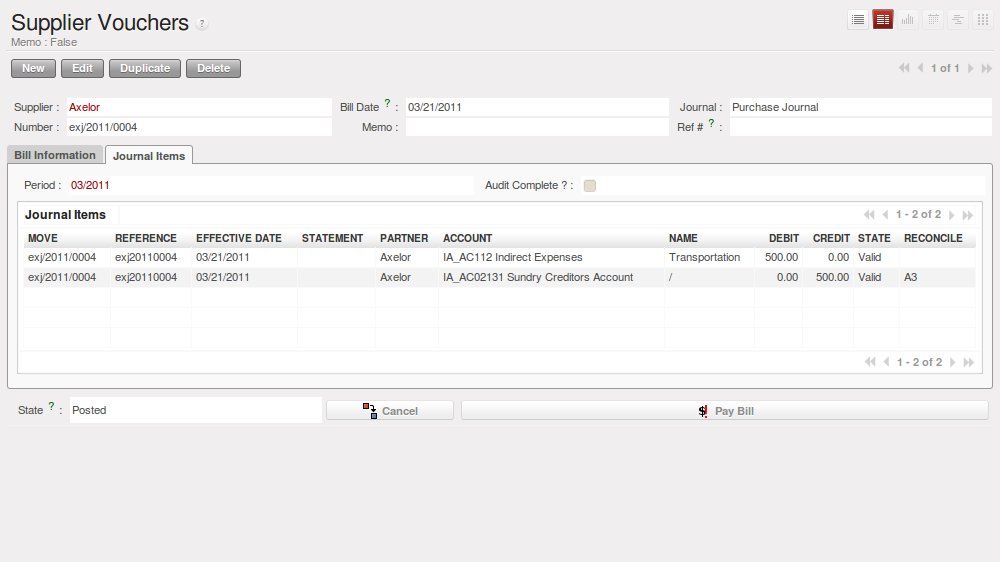 Supplier Vouchers ?
Memo : False
New Edit Duplicate Delete 1 of 1
Supplier : Axelor Bill Date ? : 03/21/2011 Journal : Purchase Journal
Number : exj/2011/0004 Memo : Ref # ? :
Bill Information Journal Items
Period : 03/2011 Audit Complete ? :
Journal Items 1 - 2 of 2
MOVE REFERENCE EFFECTIVE DATE STATEMENT PARTNER ACCOUNT NAME DEBIT CREDIT STATE RECONCILE
exj/2011/0004 exj20110004 03/21/2011 Axelor IA_AC112 Indirect Expenses Transportation 500.00 0.00 Valid
exj/2011/0004 exj20110004 03/21/2011 Axelor IA_AC02131 Sundry Creditors Account / 0.00 500.00 Valid A3
1 - 2 of 2
State ? : Posted Cancel $! Pay Bill